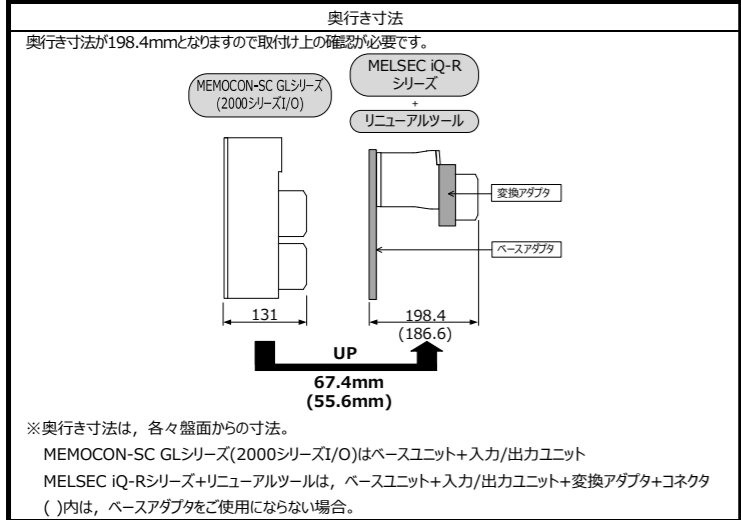 奥行き寸法
奥行き寸法が198.4mmとなりますので取付け上の確認が必要です。
MEMOCON-SC GLシリーズ
(2000シリーズI/O)
MELSEC iQ-R
シリーズ
+
リニューアルツール
変換アダプタ
ベースアダプタ
131
198.4
(186.6)
UP
67.4mm
(55.6mm)
※奥行き寸法は，各々盤面からの寸法。
MEMOCON-SC GLシリーズ(2000シリーズI/O)はベースユニット+入力/出力ユニット
MELSEC iQ-Rシリーズ+リニューアルツールは，ベースユニット+入力/出力ユニット+変換アダプタ+コネクタ
( )内は，ベースアダプタをご使用にならない場合。